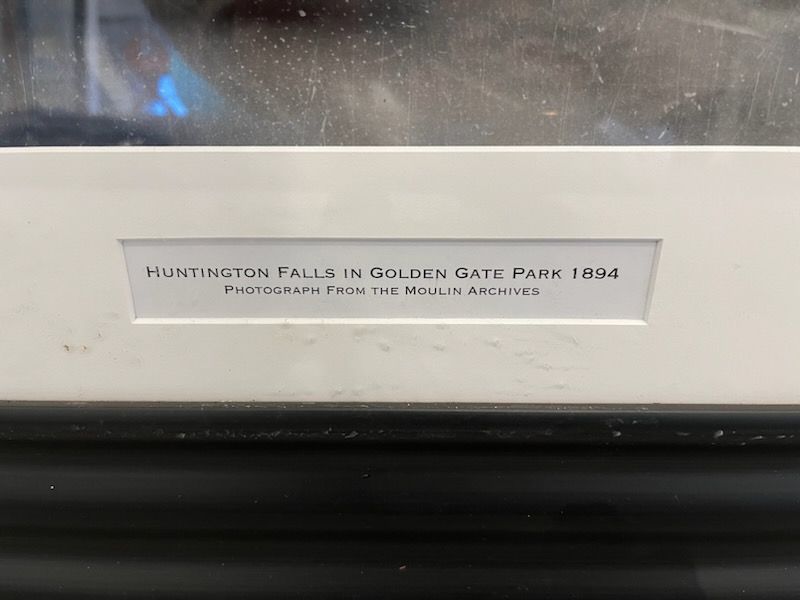 Huntington Falls in Golden Gate Park 1894
Photograph From the Moulin Archives